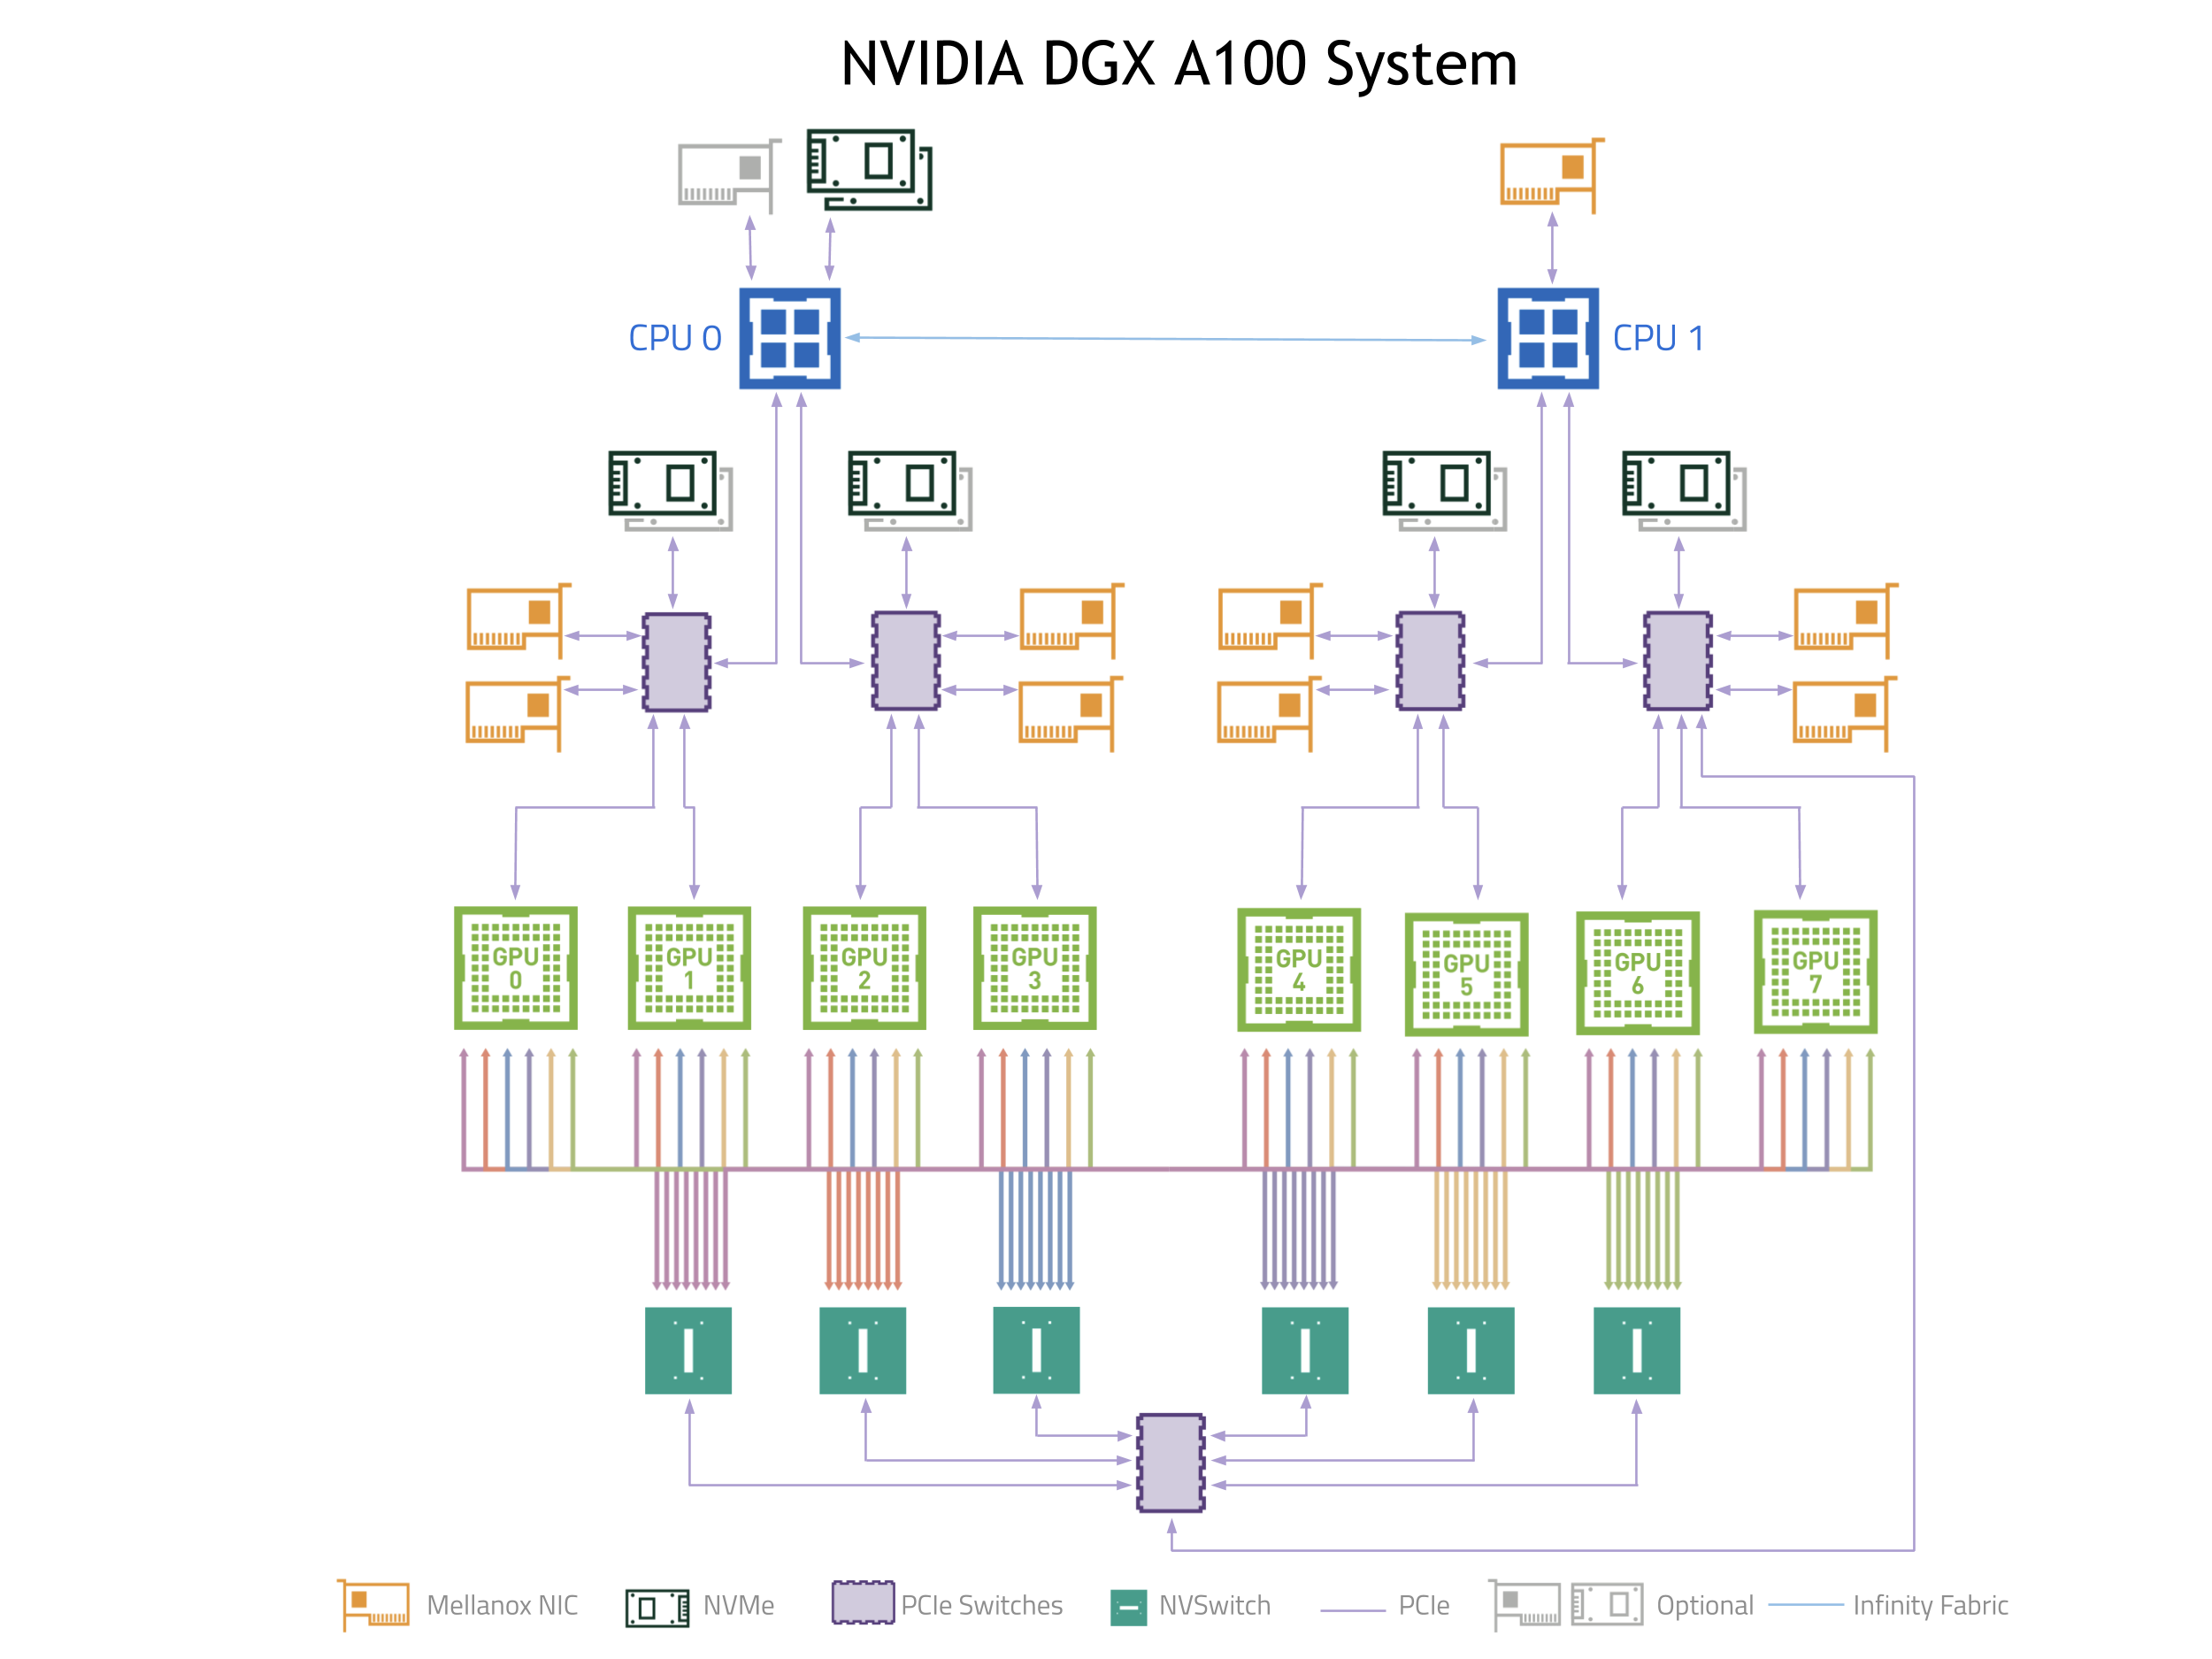 NVIDIA DGX A100 System
CPU 0
CPU 1
GPU
0
GPU
1
GPU
2
GPU
3
GPU
4
GPU
5
GPU
6
GPU
7
Mellanox NIC
NVMe
PCIe Switches
NVSwitch
PCIe
Optional
Infinity Fabric